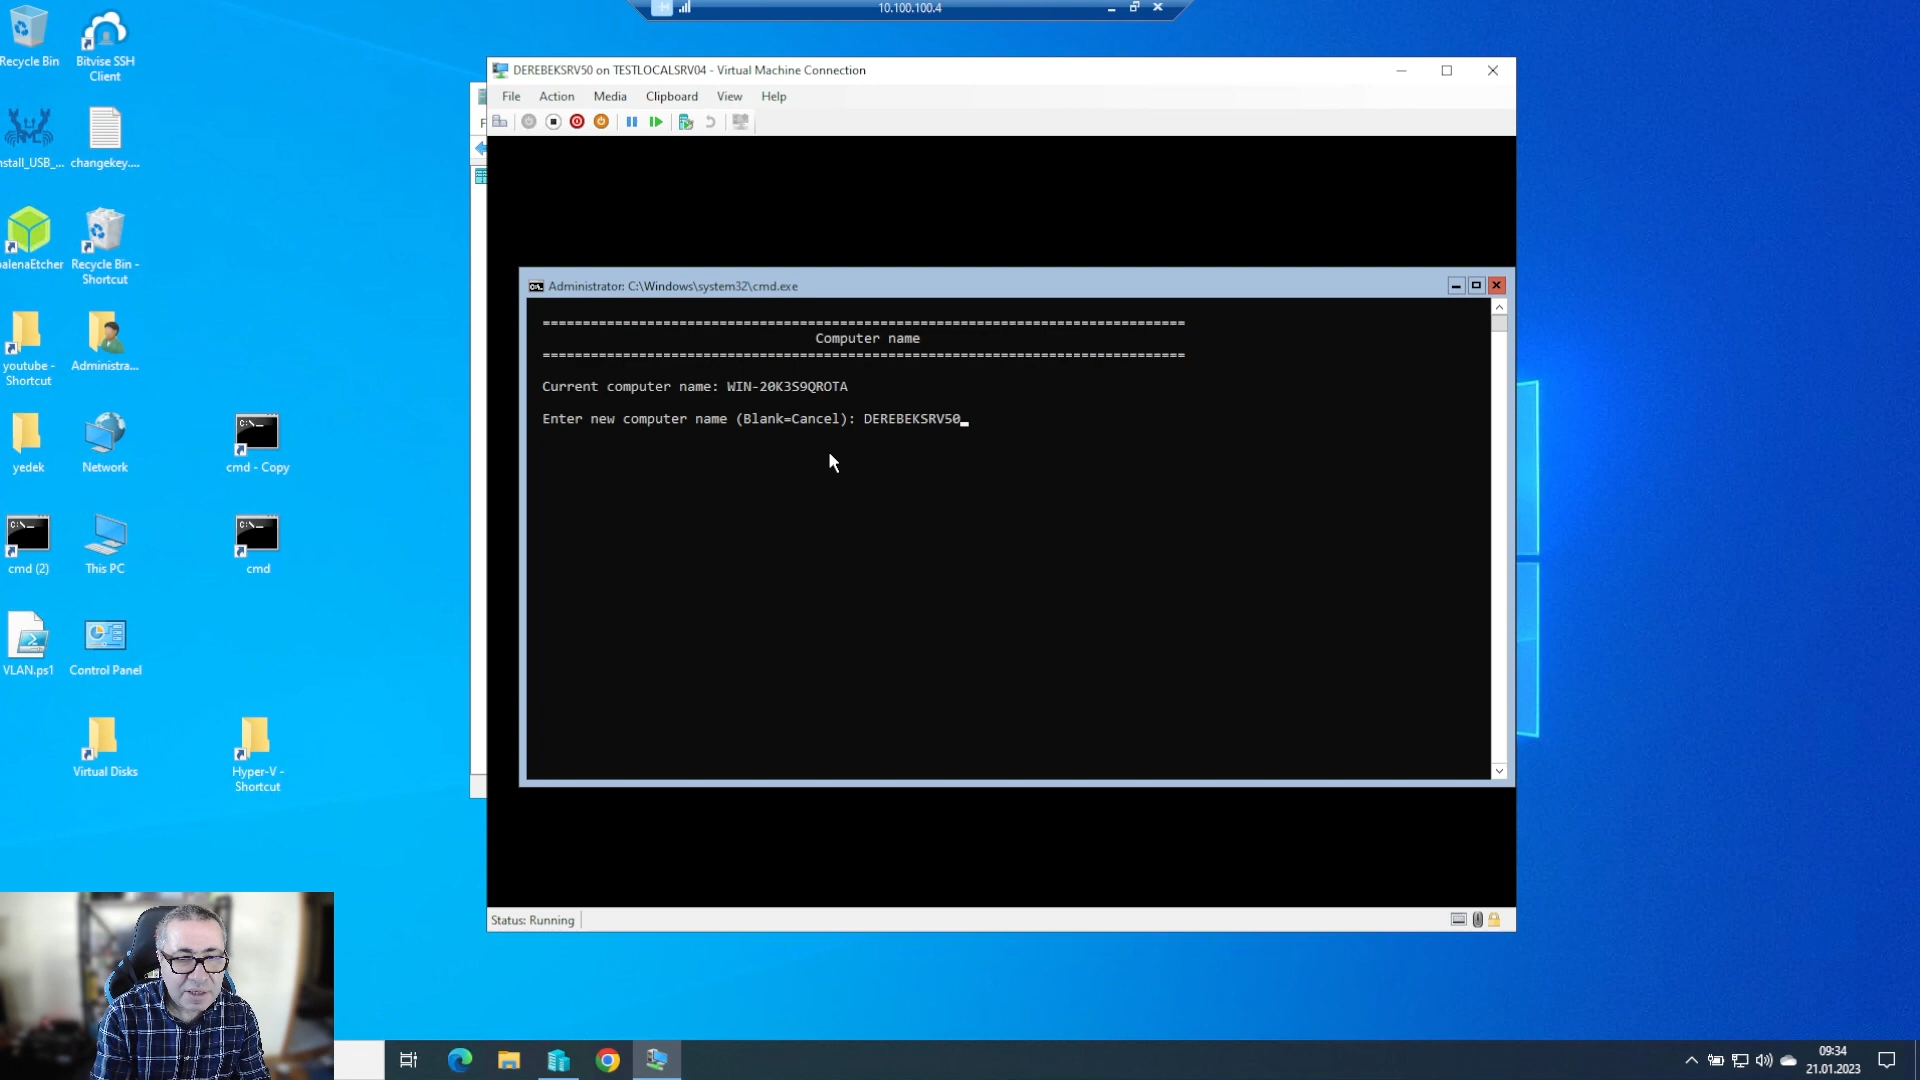 10.100.100.4
Recycle Bin
Bitvise SSH
Client
nstall_USB_...
changekey....
balenaEtcher
Recycle Bin -
Shortcut
youtube -
Shortcut
Administra...
yedek
Network
cmd - Copy
cmd (2)
This PC
cmd
VLAN.ps1
Control Panel
Virtual Disks
Hyper-V -
Shortcut
DEREBEKSRV50 on TESTLOCALSRV04 - Virtual Machine Connection
File Action Media Clipboard View Help
F
Administrator: C:\Windows\system32\cmd.exe
================================================================================
Computer name
================================================================================
Current computer name: WIN-20K3S9QROTA
Enter new computer name (Blank=Cancel): DEREBEKSRV50_
Status: Running
09:34
21.01.2023